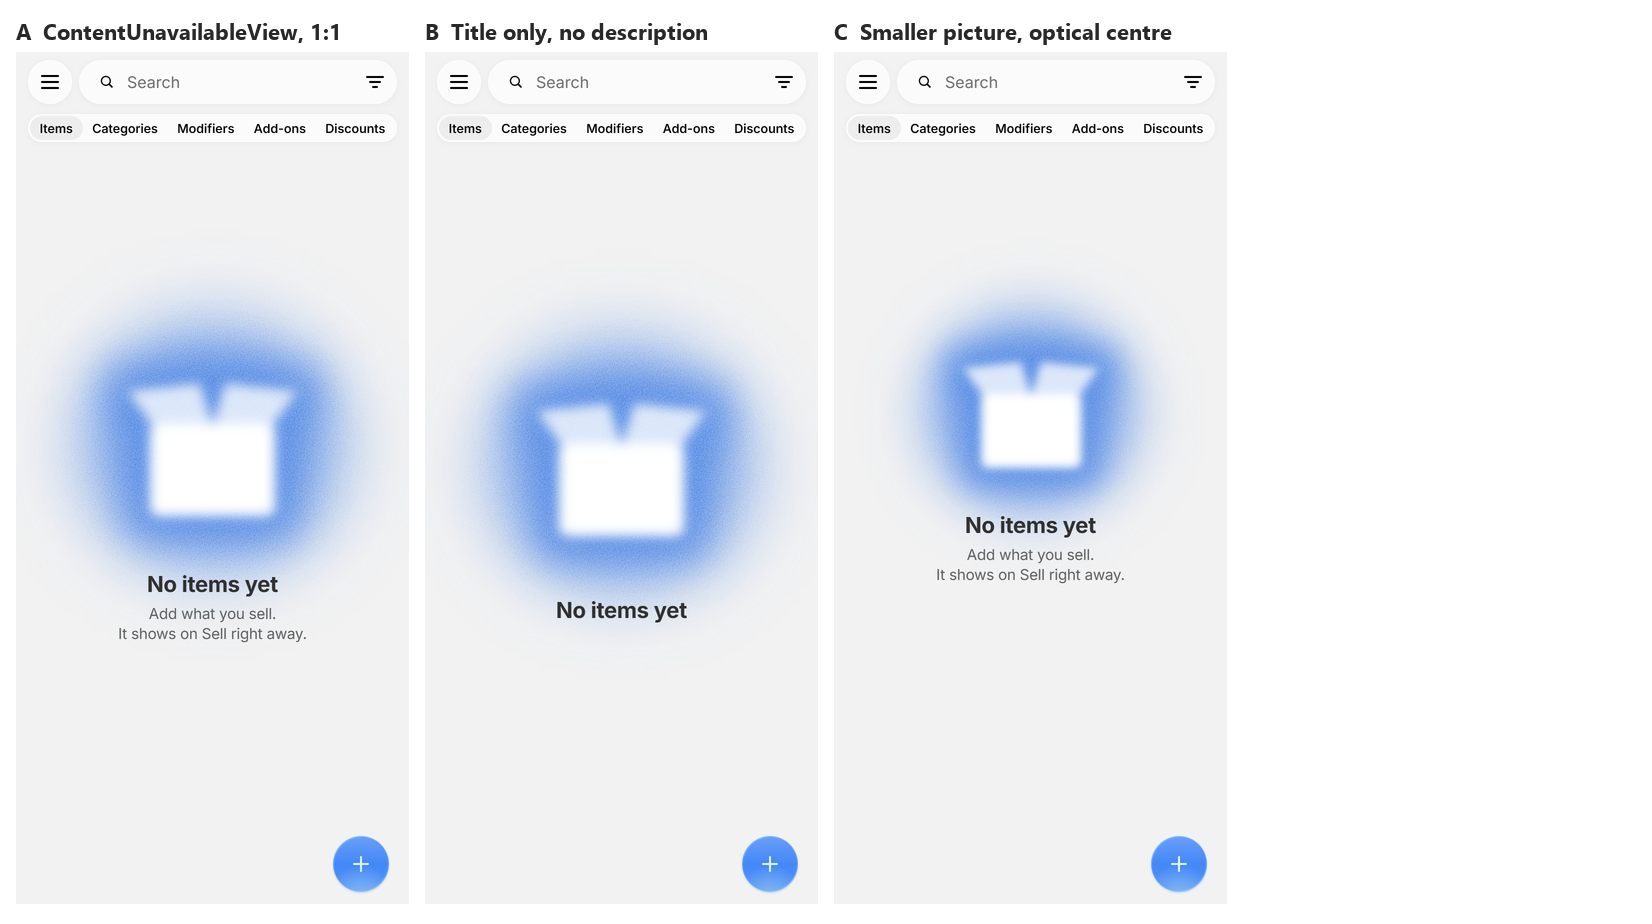 A ContentUnavailableView, 1:1
Search
Items Categories Modifiers Add-ons Discounts
No items yet
Add what you sell.
It shows on Sell right away.
B Title only, no description
Search
Items Categories Modifiers Add-ons Discounts
No items yet
C Smaller picture, optical centre
Search
Items Categories Modifiers Add-ons Discounts
No items yet
Add what you sell.
It shows on Sell right away.